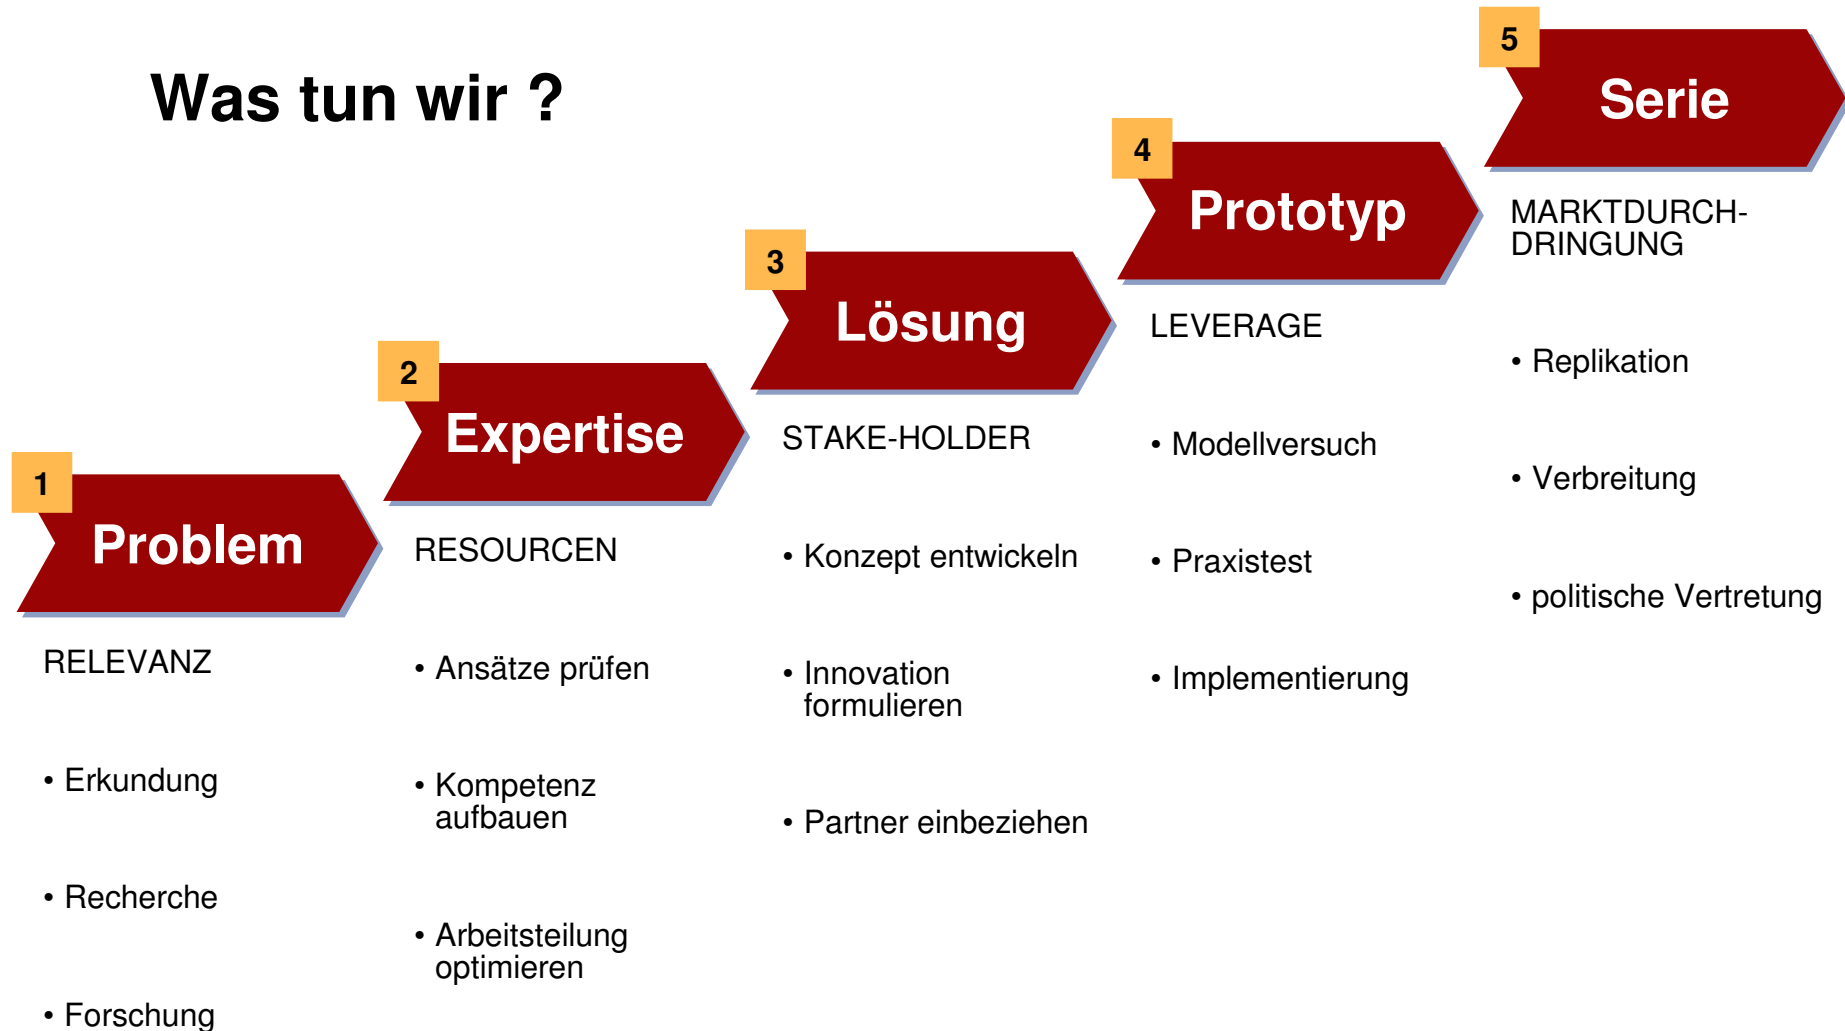 Was tun wir ?
1
Problem
RELEVANZ
• Erkundung
• Recherche
• Forschung
2
Expertise
RESOURCEN
• Ansätze prüfen
• Kompetenz
aufbauen
• Arbeitsteilung
optimieren
3
Lösung
STAKE-HOLDER
• Konzept entwickeln
• Innovation
formulieren
• Partner einbeziehen
4
Prototyp
LEVERAGE
• Modellversuch
• Praxistest
• Implementierung
5
Serie
MARKTDURCH-
DRINGUNG
• Replikation
• Verbreitung
• politische Vertretung